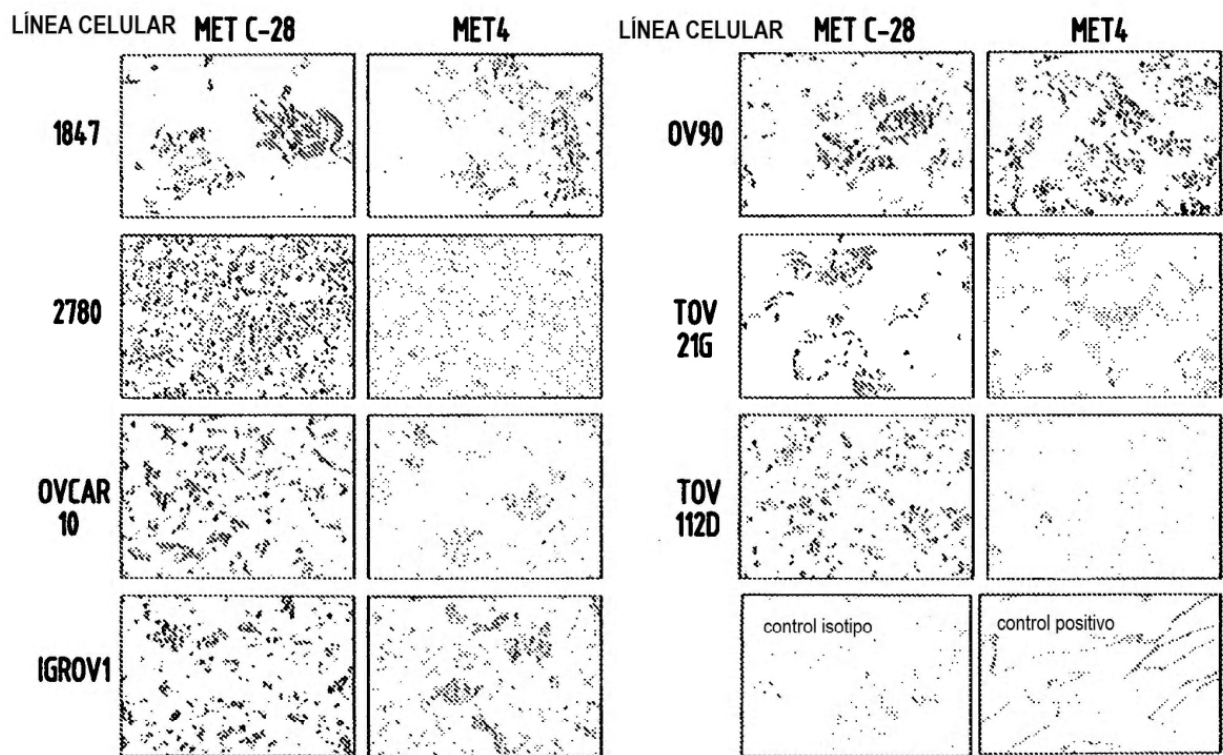 LÍNEA CELULAR MET C-28 MET4
1847
2780
OVCAR
10
IGROV1
LÍNEA CELULAR MET C-28 MET4
OV90
TOV
21G
TOV
112D
control isotipo
control positivo